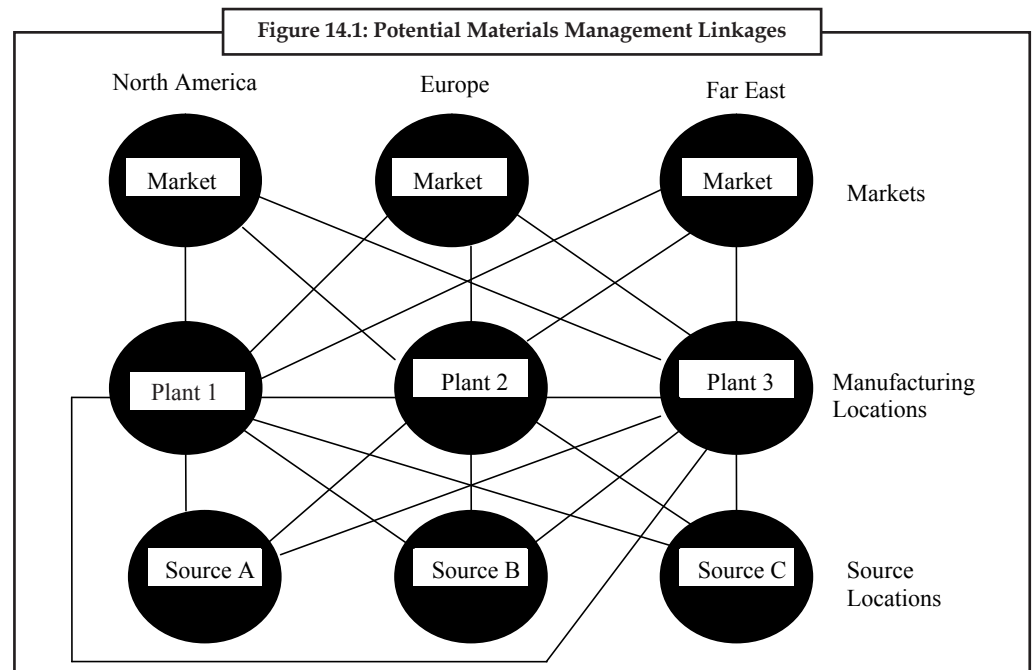 Figure 14.1: Potential Materials Management Linkages
North America
Europe
Far East
Market
Market
Market
Markets
Plant 1
Plant 2
Plant 3
Manufacturing
Locations
Source A
Source B
Source C
Source
Locations